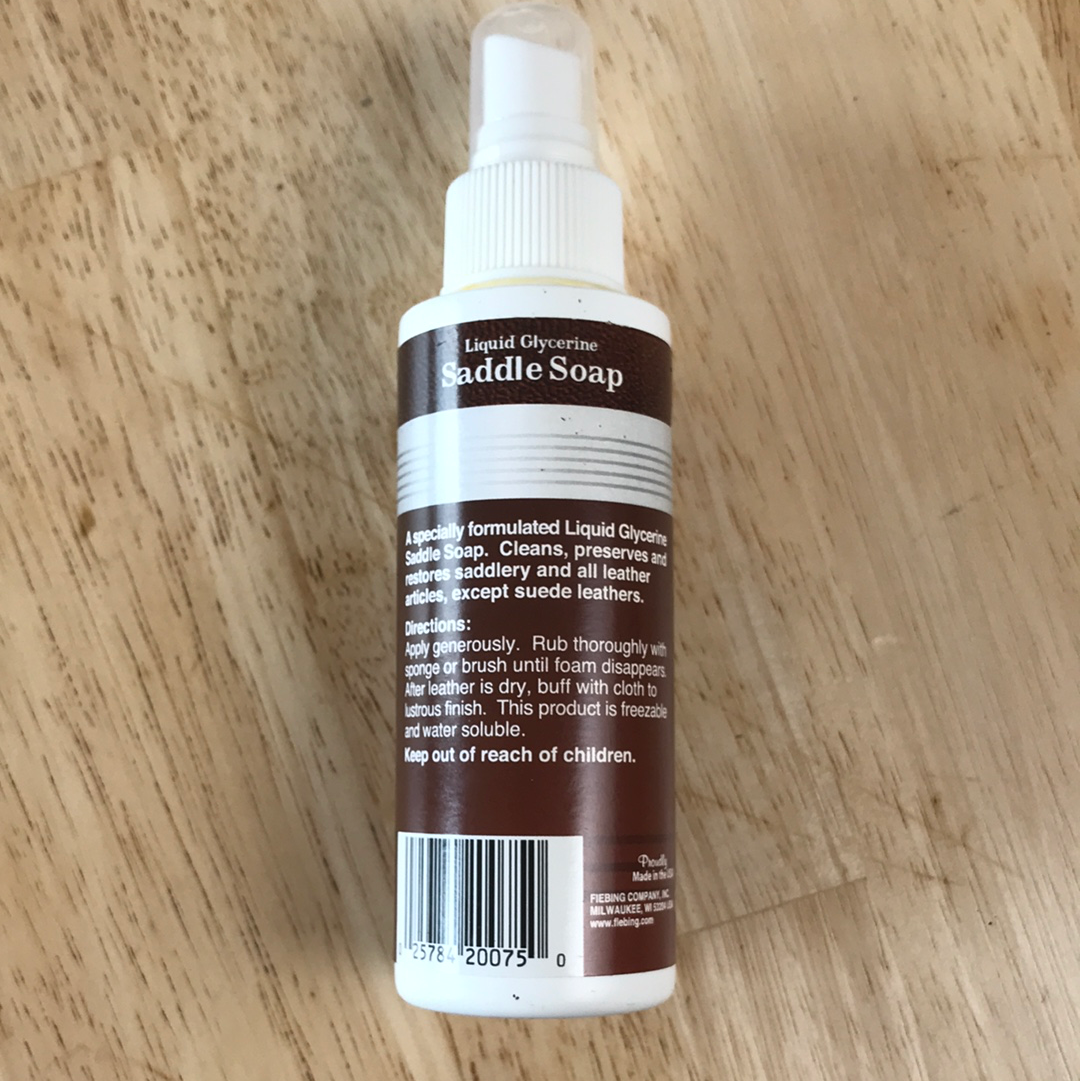 Liquid Glycerine
Saddle Soap
A specially formulated Liquid Glycerine
Saddle Soap. Cleans, preserves and
restores saddlery and all leather
articles, except suede leathers.
Directions:
Apply generously. Rub thoroughly with
sponge or brush until foam disappears.
After leather is dry, buff with cloth to
lustrous finish. This product is freezable
and water soluble.
Keep out of reach of children.
Proudly
Made in the USA
FIEBING COMPANY, INC.
MILWAUKEE, WI 53204 USA
www.fiebing.com
0 25784 20075 0